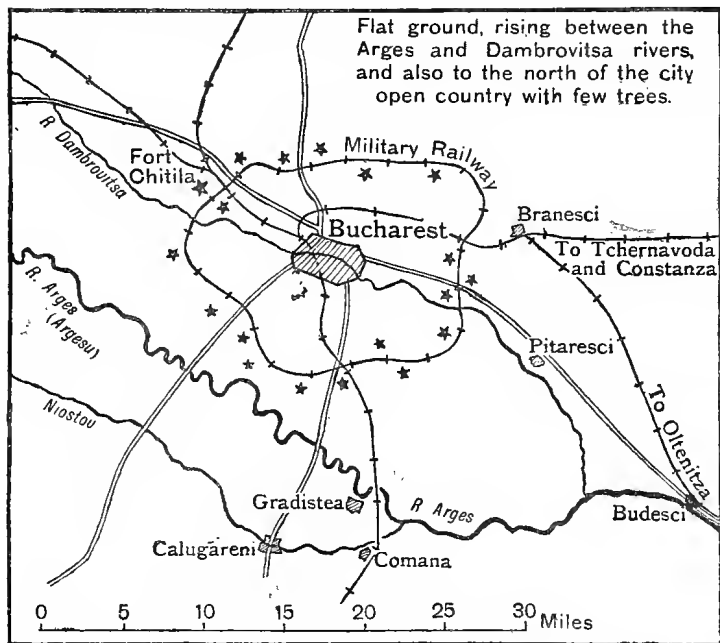 Flat ground, rising between the
Arges and Dambrovitsa rivers,
and also to the north of the city
open country with few trees.
R Dambrovitsa
Fort
Chitila
Military Railway
Bucharest
Branesci
To Tchernavoda
and Constanza
R. Arges
(Argesu)
Pitaresci
Niostou
To Oltenitza
Gradistea
R Arges
Budesci
Calugareni
Comana
0 5 10 15 20 25 30 Miles